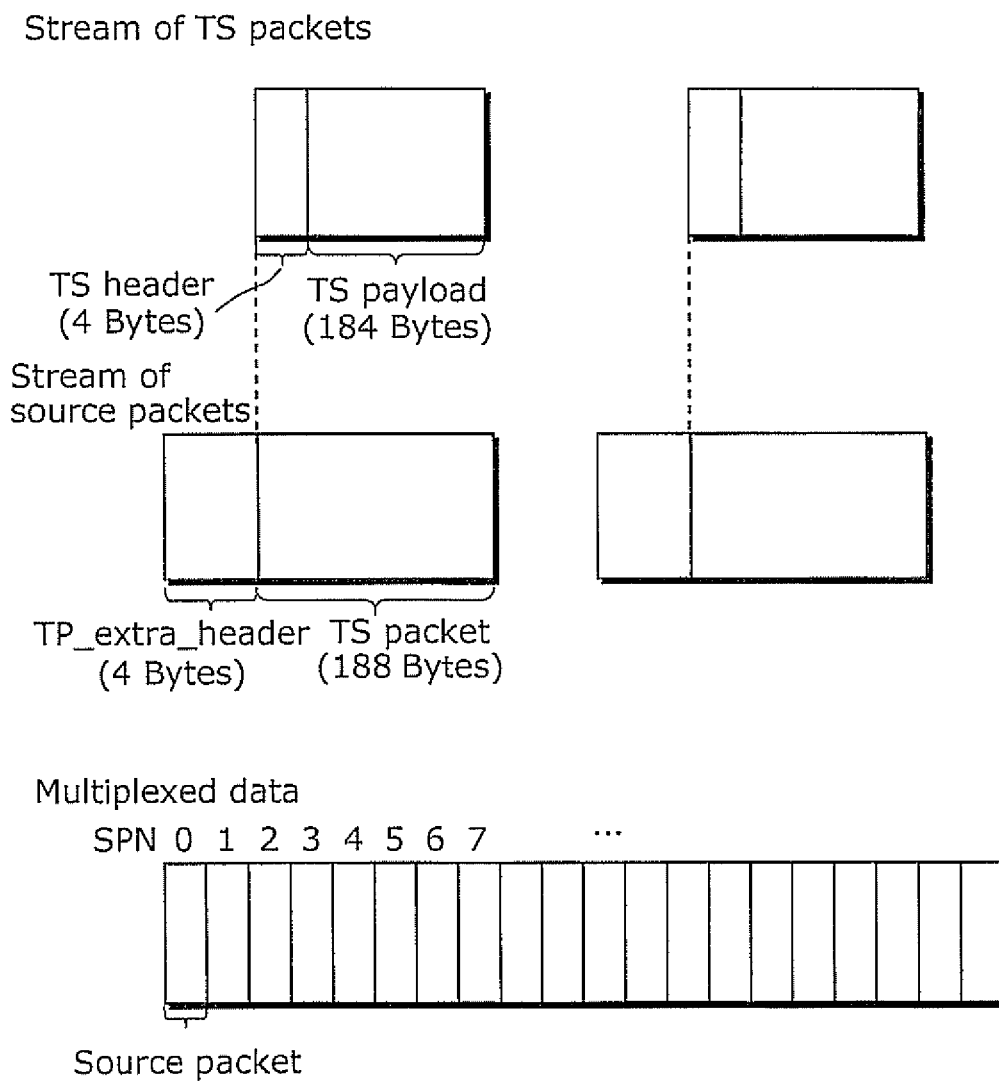 Stream of TS packets
TS header
(4 Bytes)
TS payload
(184 Bytes)
Stream of
source packets
TP_extra_header
(4 Bytes)
TS packet
(188 Bytes)
Multiplexed data
SPN 0 1 2 3 4 5 6 7 ...
Source packet